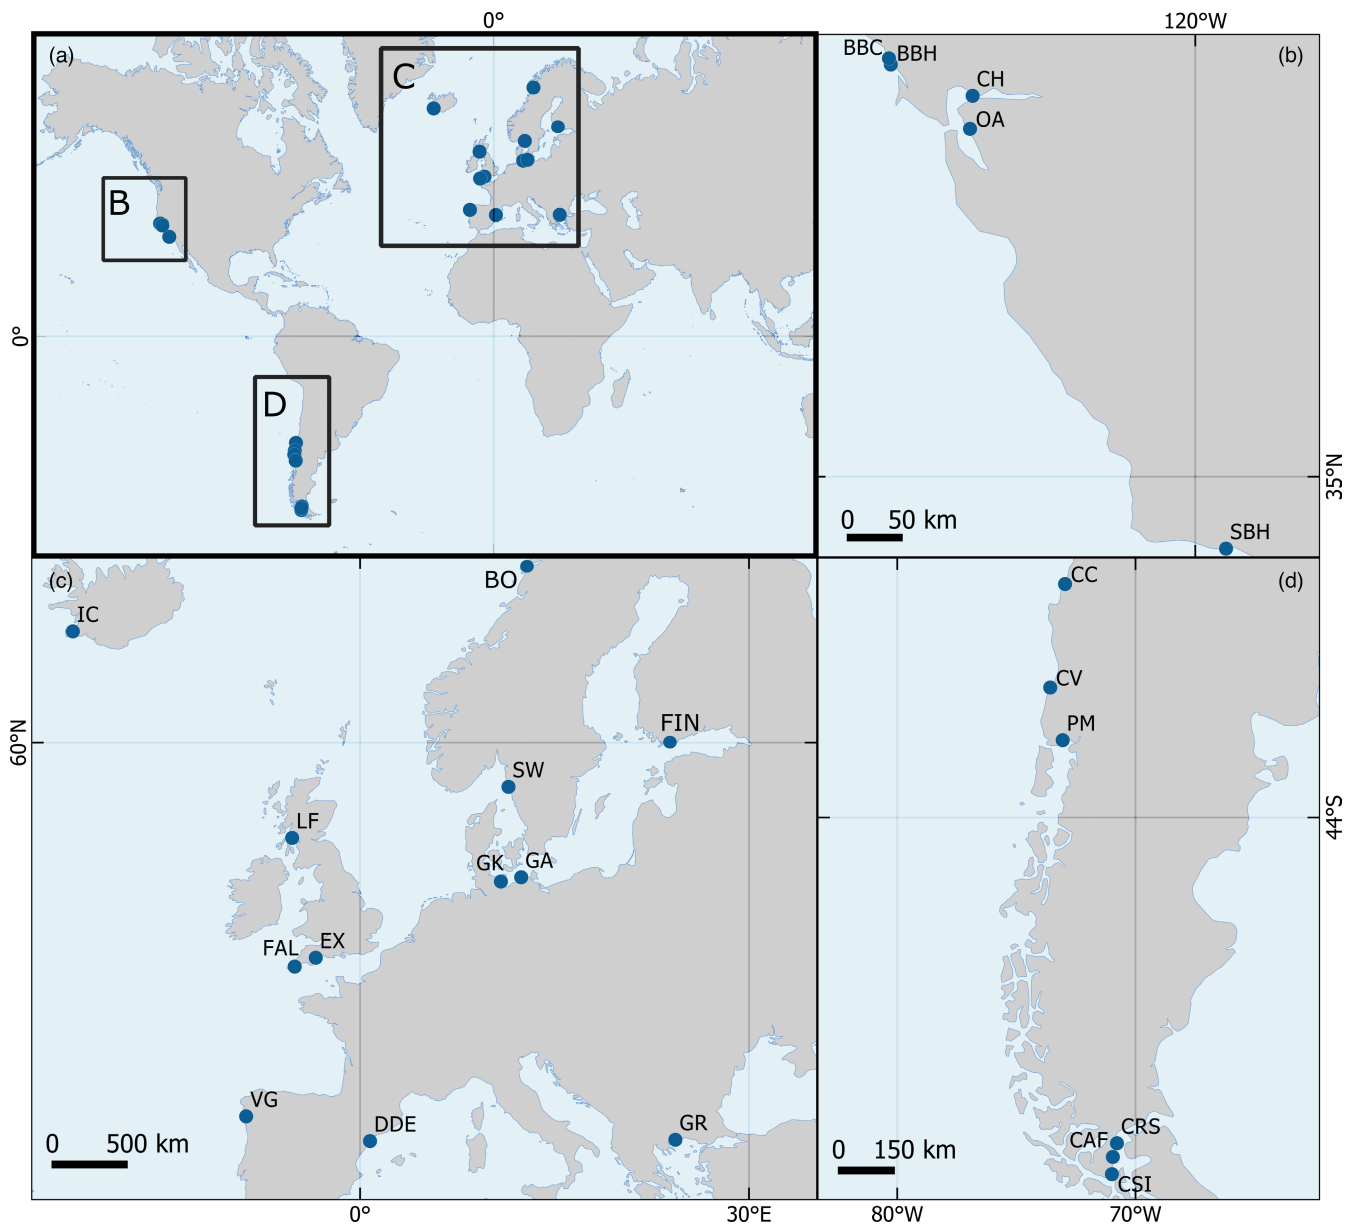 0°
120°W
(a)
C
B
D
0°
BBC
BBH
(b)
CH
OA
35°N
0 50 km
SBH
(c)
BO
IC
FIN
60°N
SW
LF
GK
GA
FAL
EX
VG
DDE
GR
0 500 km
0°
30°E
CC
(d)
CV
PM
44°S
CRS
CAF
0 150 km
CSI
80°W
70°W